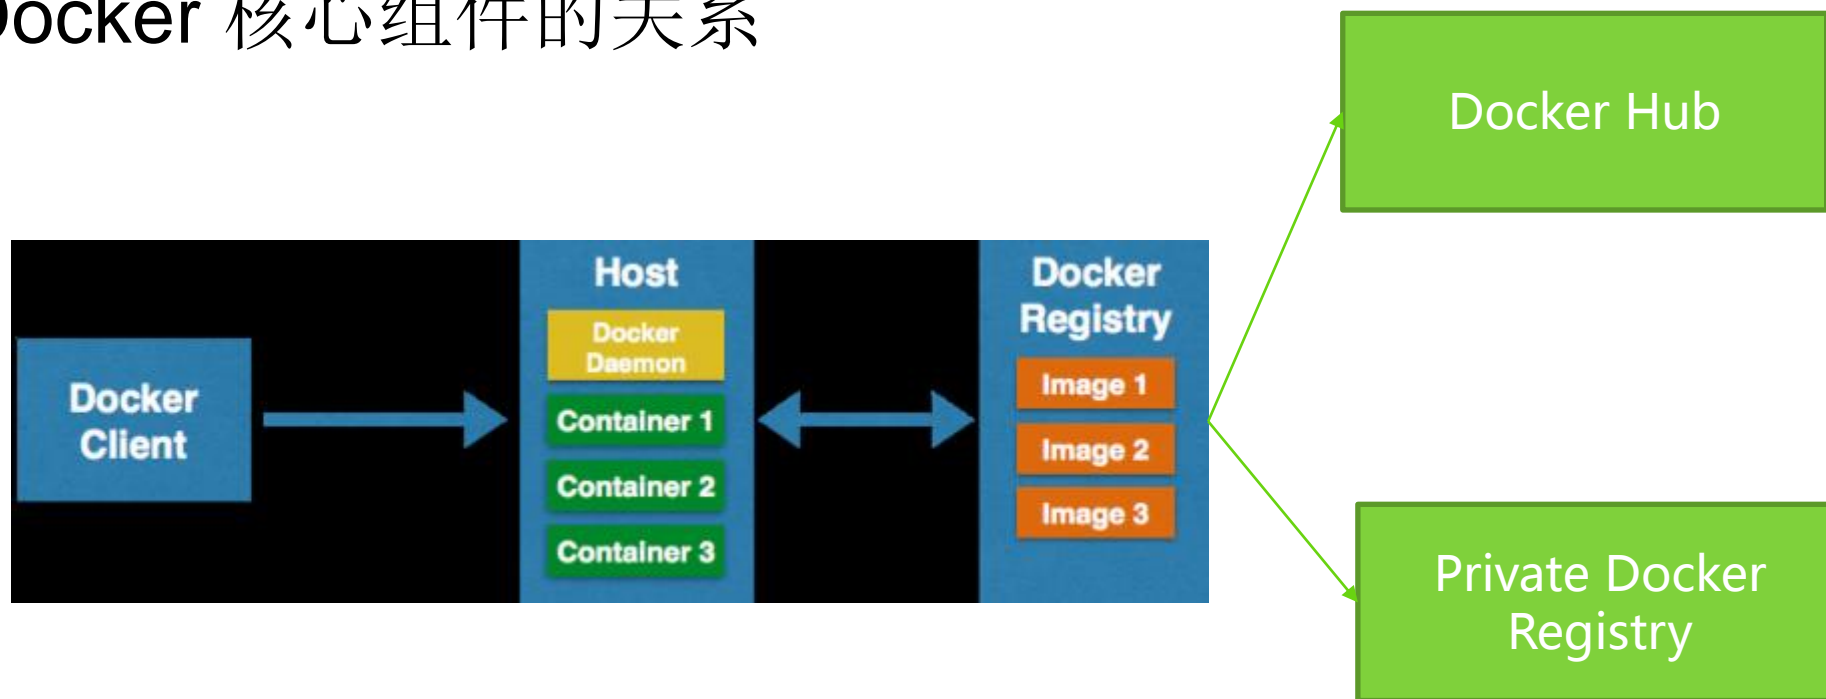 Docker 核心组件的关系
Docker Hub
Host
Docker
Daemon
Container 1
Container 2
Container 3
Docker
Client
Docker
Registry
Image 1
Image 2
Image 3
Private Docker
Registry